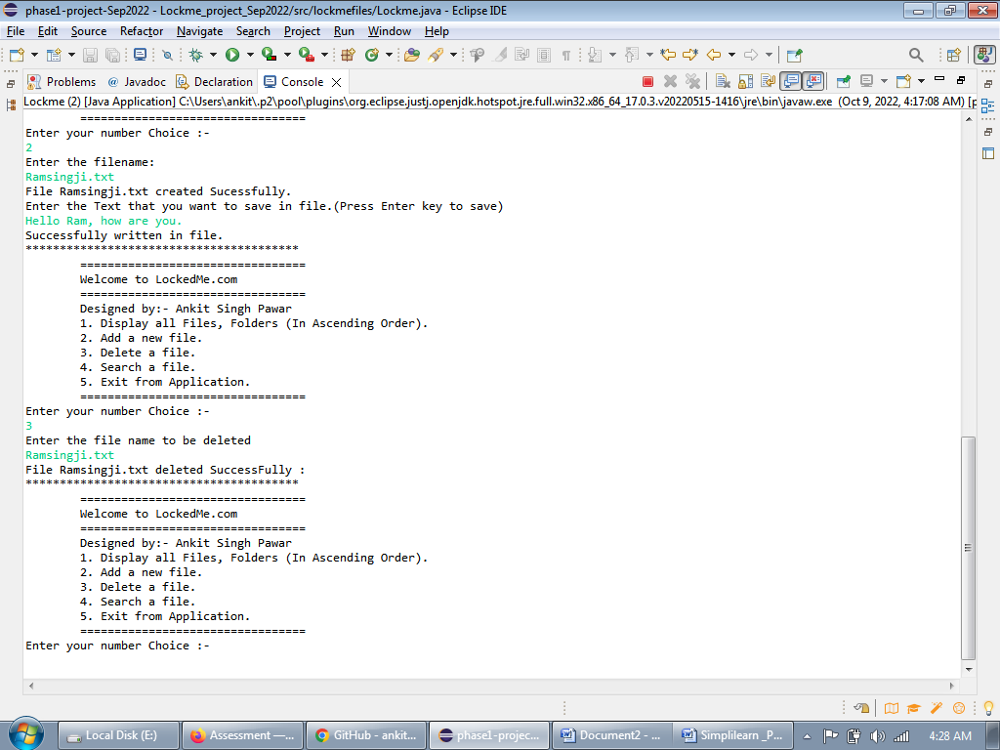 phase1-project-Sep2022 - Lockme_project_Sep2022/src/lockmefiles/Lockme.java - Eclipse IDE
File Edit Source Refactor Navigate Search Project Run Window Help
Problems @ Javadoc Declaration Console
Lockme (2) [Java Application] C:\Users\ankit\.p2\pool\plugins\org.eclipse.justj.openjdk.hotspot.jre.full.win32.x86_64_17.0.3.v20220515-1416\jre\bin\javaw.exe (Oct 9, 2022, 4:17:08 AM) [p
=================================
Enter your number Choice :-
2
Enter the filename:
Ramsingji.txt
File Ramsingji.txt created Sucessfully.
Enter the Text that you want to save in file.(Press Enter key to save)
Hello Ram, how are you.
Successfully written in file.
****************************************
=================================
Welcome to LockedMe.com
=================================
Designed by:- Ankit Singh Pawar
1. Display all Files, Folders (In Ascending Order).
2. Add a new file.
3. Delete a file.
4. Search a file.
5. Exit from Application.
=================================
Enter your number Choice :-
3
Enter the file name to be deleted
Ramsingji.txt
File Ramsingji.txt deleted SuccessFully :
****************************************
=================================
Welcome to LockedMe.com
=================================
Designed by:- Ankit Singh Pawar
1. Display all Files, Folders (In Ascending Order).
2. Add a new file.
3. Delete a file.
4. Search a file.
5. Exit from Application.
=================================
Enter your number Choice :-
Local Disk (E:) Assessment —... GitHub - ankit... phase1-projec... Document2 - ... Simplilearn _P... 4:28 AM